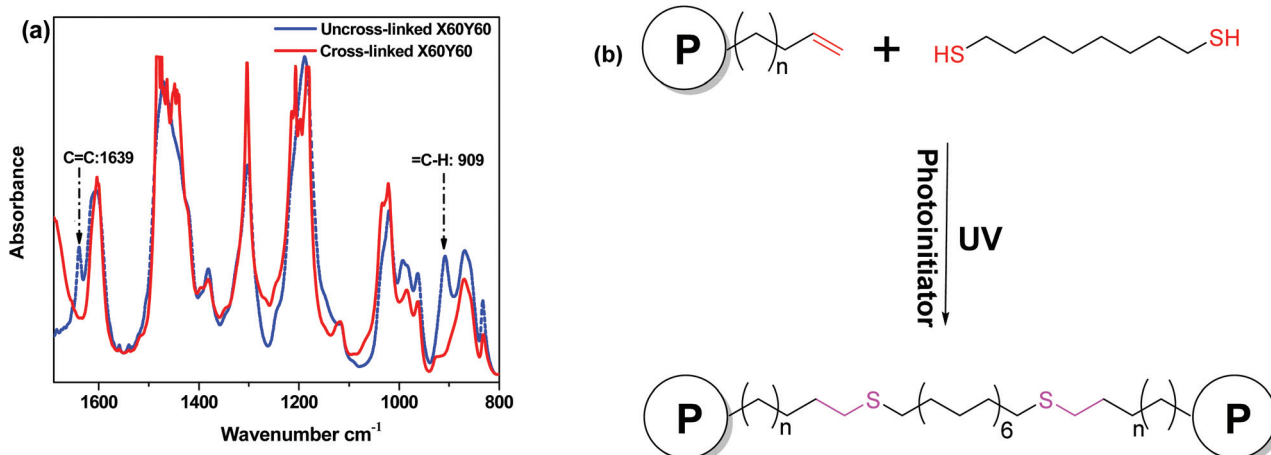 (a)
Uncross-linked X60Y60
Cross-linked X60Y60
C=C:1639
=C-H: 909
Absorbance
1600
1400
1200
1000
800
Wavenumber cm⁻¹
(b)
P
n
+
HS
SH
Photoinitiator
UV
P
n
S
6
S
n
P